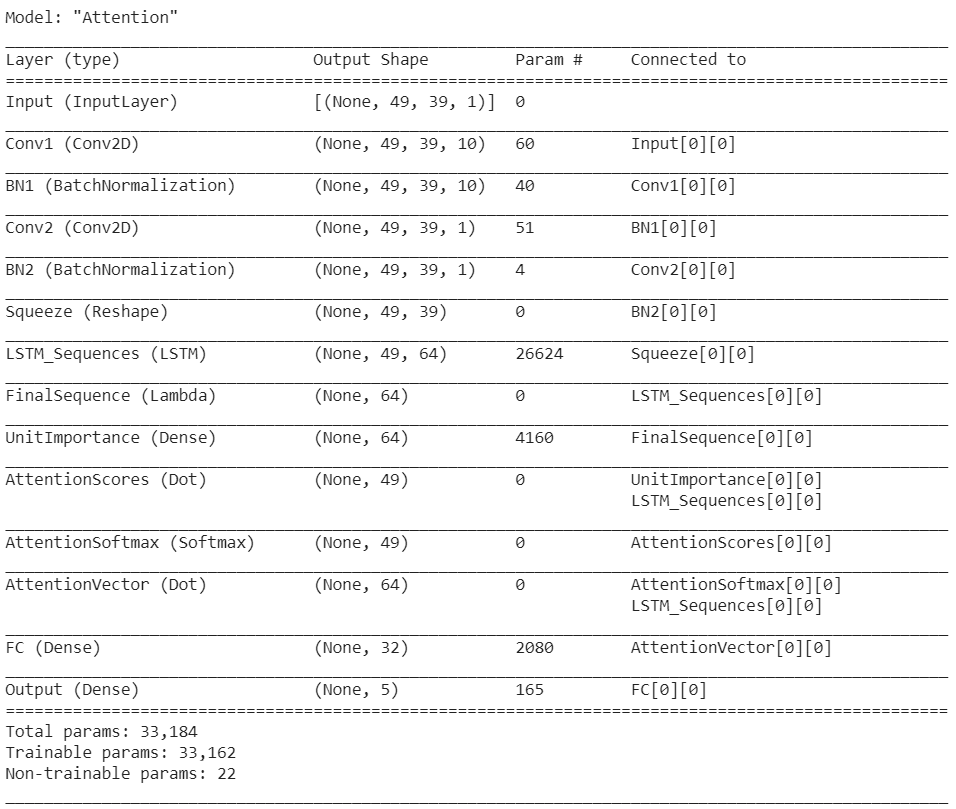 Model: "Attention"
Layer (type) Output Shape Param # Connected to
Input (InputLayer) [(None, 49, 39, 1)] 0
Conv1 (Conv2D) (None, 49, 39, 10) 60 Input[0][0]
BN1 (BatchNormalization) (None, 49, 39, 10) 40 Conv1[0][0]
Conv2 (Conv2D) (None, 49, 39, 1) 51 BN1[0][0]
BN2 (BatchNormalization) (None, 49, 39, 1) 4 Conv2[0][0]
Squeeze (Reshape) (None, 49, 39) 0 BN2[0][0]
LSTM_Sequences (LSTM) (None, 49, 64) 26624 Squeeze[0][0]
FinalSequence (Lambda) (None, 64) 0 LSTM_Sequences[0][0]
UnitImportance (Dense) (None, 64) 4160 FinalSequence[0][0]
AttentionScores (Dot) (None, 49) 0 UnitImportance[0][0]
LSTM_Sequences[0][0]
AttentionSoftmax (Softmax) (None, 49) 0 AttentionScores[0][0]
AttentionVector (Dot) (None, 64) 0 AttentionSoftmax[0][0]
LSTM_Sequences[0][0]
FC (Dense) (None, 32) 2080 AttentionVector[0][0]
Output (Dense) (None, 5) 165 FC[0][0]
Total params: 33,184
Trainable params: 33,162
Non-trainable params: 22